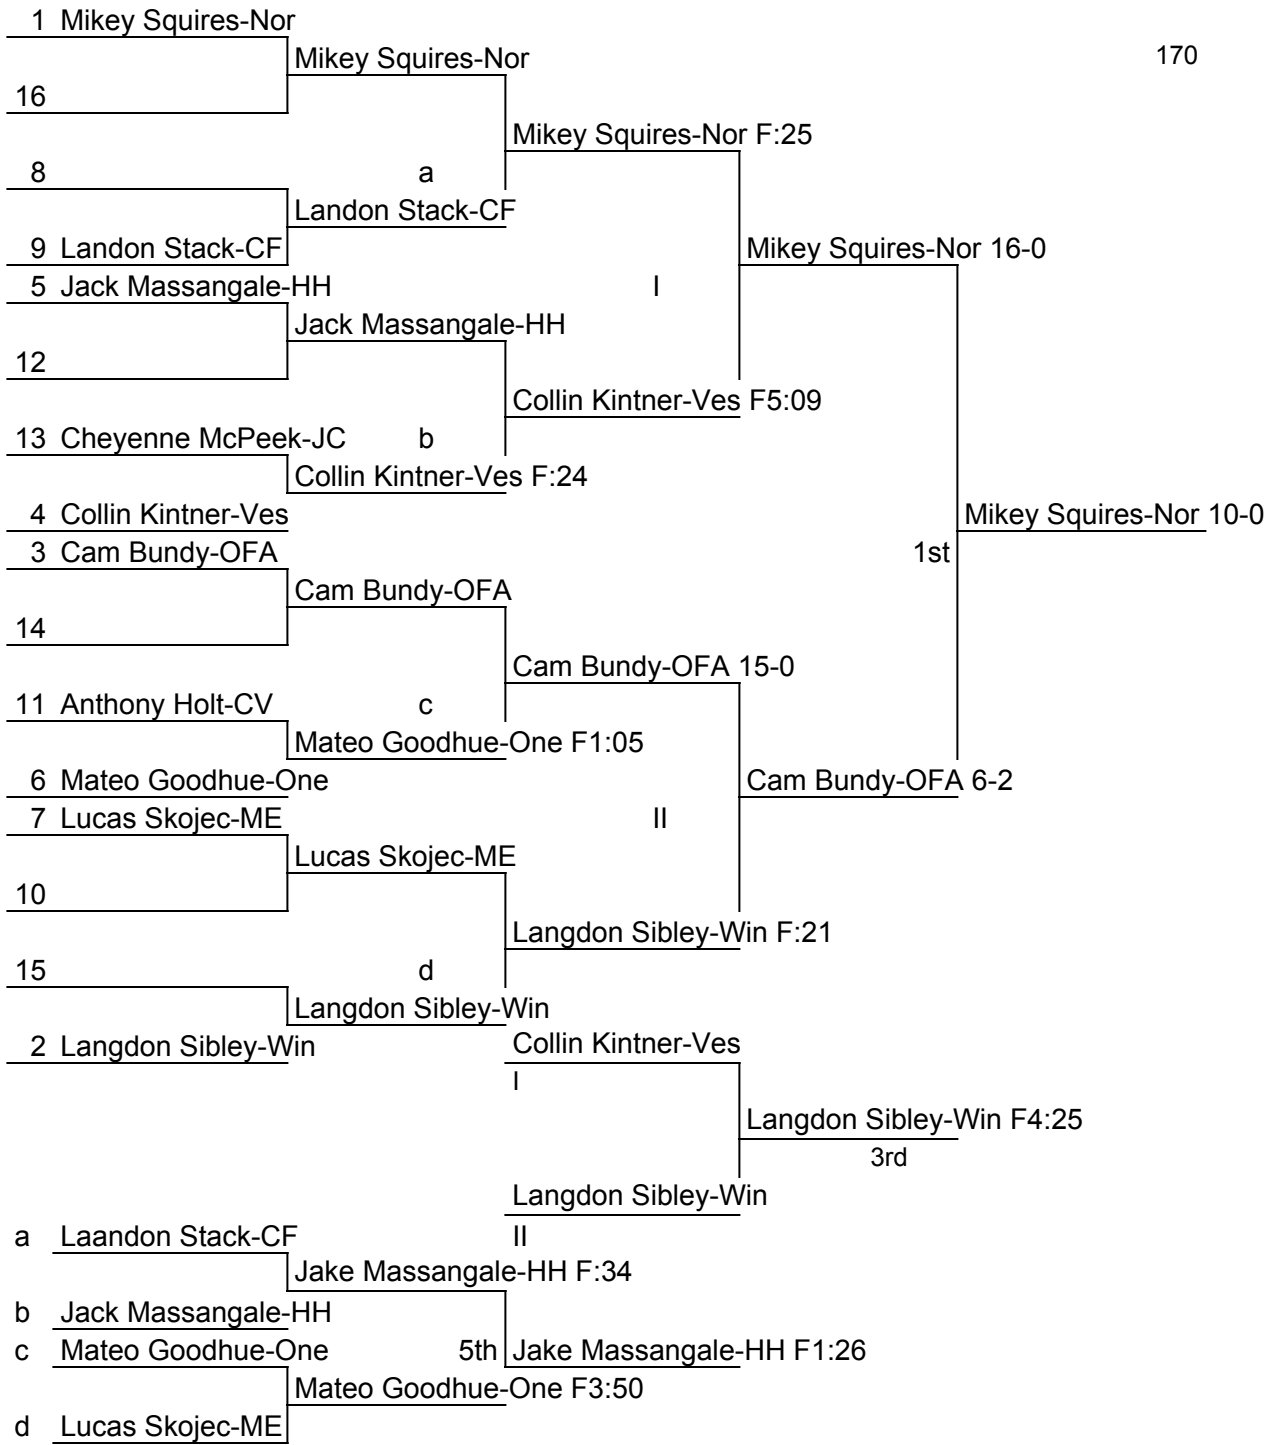 1 Mikey Squires-Nor
Mikey Squires-Nor
170
16
Mikey Squires-Nor F:25
8
a
Landon Stack-CF
9 Landon Stack-CF
Mikey Squires-Nor 16-0
5 Jack Massangale-HH
I
Jack Massangale-HH
12
Collin Kintner-Ves F5:09
13 Cheyenne McPeek-JC
b
Collin Kintner-Ves F:24
4 Collin Kintner-Ves
Mikey Squires-Nor 10-0
3 Cam Bundy-OFA
1st
Cam Bundy-OFA
14
Cam Bundy-OFA 15-0
11 Anthony Holt-CV
c
Mateo Goodhue-One F1:05
6 Mateo Goodhue-One
Cam Bundy-OFA 6-2
7 Lucas Skojec-ME
II
Lucas Skojec-ME
10
Langdon Sibley-Win F:21
15
d
Langdon Sibley-Win
2 Langdon Sibley-Win
Collin Kintner-Ves
I
Langdon Sibley-Win F4:25
3rd
Langdon Sibley-Win
a Laandon Stack-CF
II
Jake Massangale-HH F:34
b Jack Massangale-HH
c Mateo Goodhue-One
5th Jake Massangale-HH F1:26
Mateo Goodhue-One F3:50
d Lucas Skojec-ME